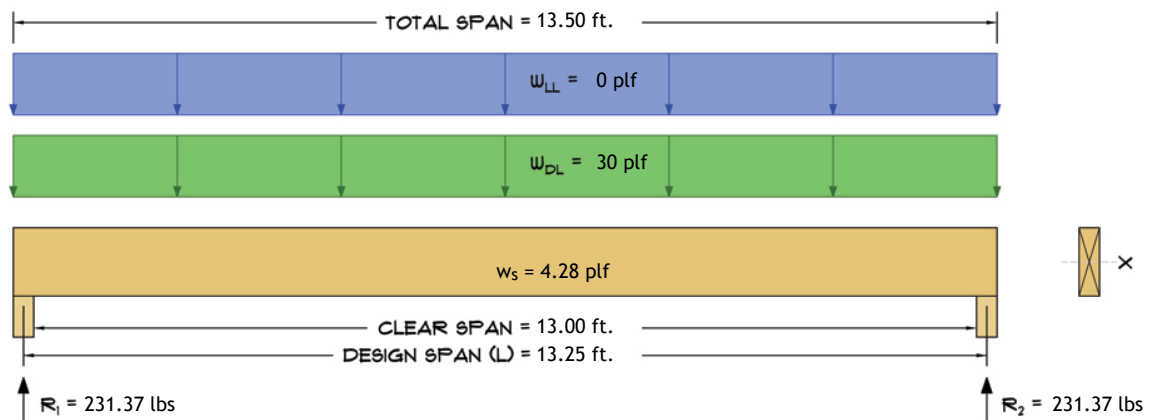 TOTAL SPAN = 13.50 ft.
WLL = 0 plf
WDL = 30 plf
ws = 4.28 plf
X
CLEAR SPAN = 13.00 ft.
DESIGN SPAN (L) = 13.25 ft.
R1 = 231.37 lbs
R2 = 231.37 lbs